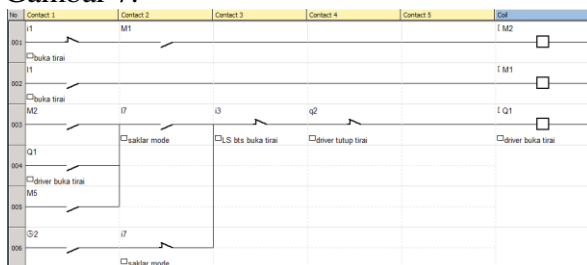 Gambar 7.
No Contact 1 Contact 2 Contact 3 Contact 4 Contact 5 Coil
i1 M1 [ M2
001
buka tirai
I1 [ M1
002
buka tirai
M2 I7 i3 q2 [ Q1
003
saklar mode LS bts buka tirai driver tutup tirai driver buka tirai
Q1
004
driver buka tirai
M5
005
2 i7
006
saklar mode